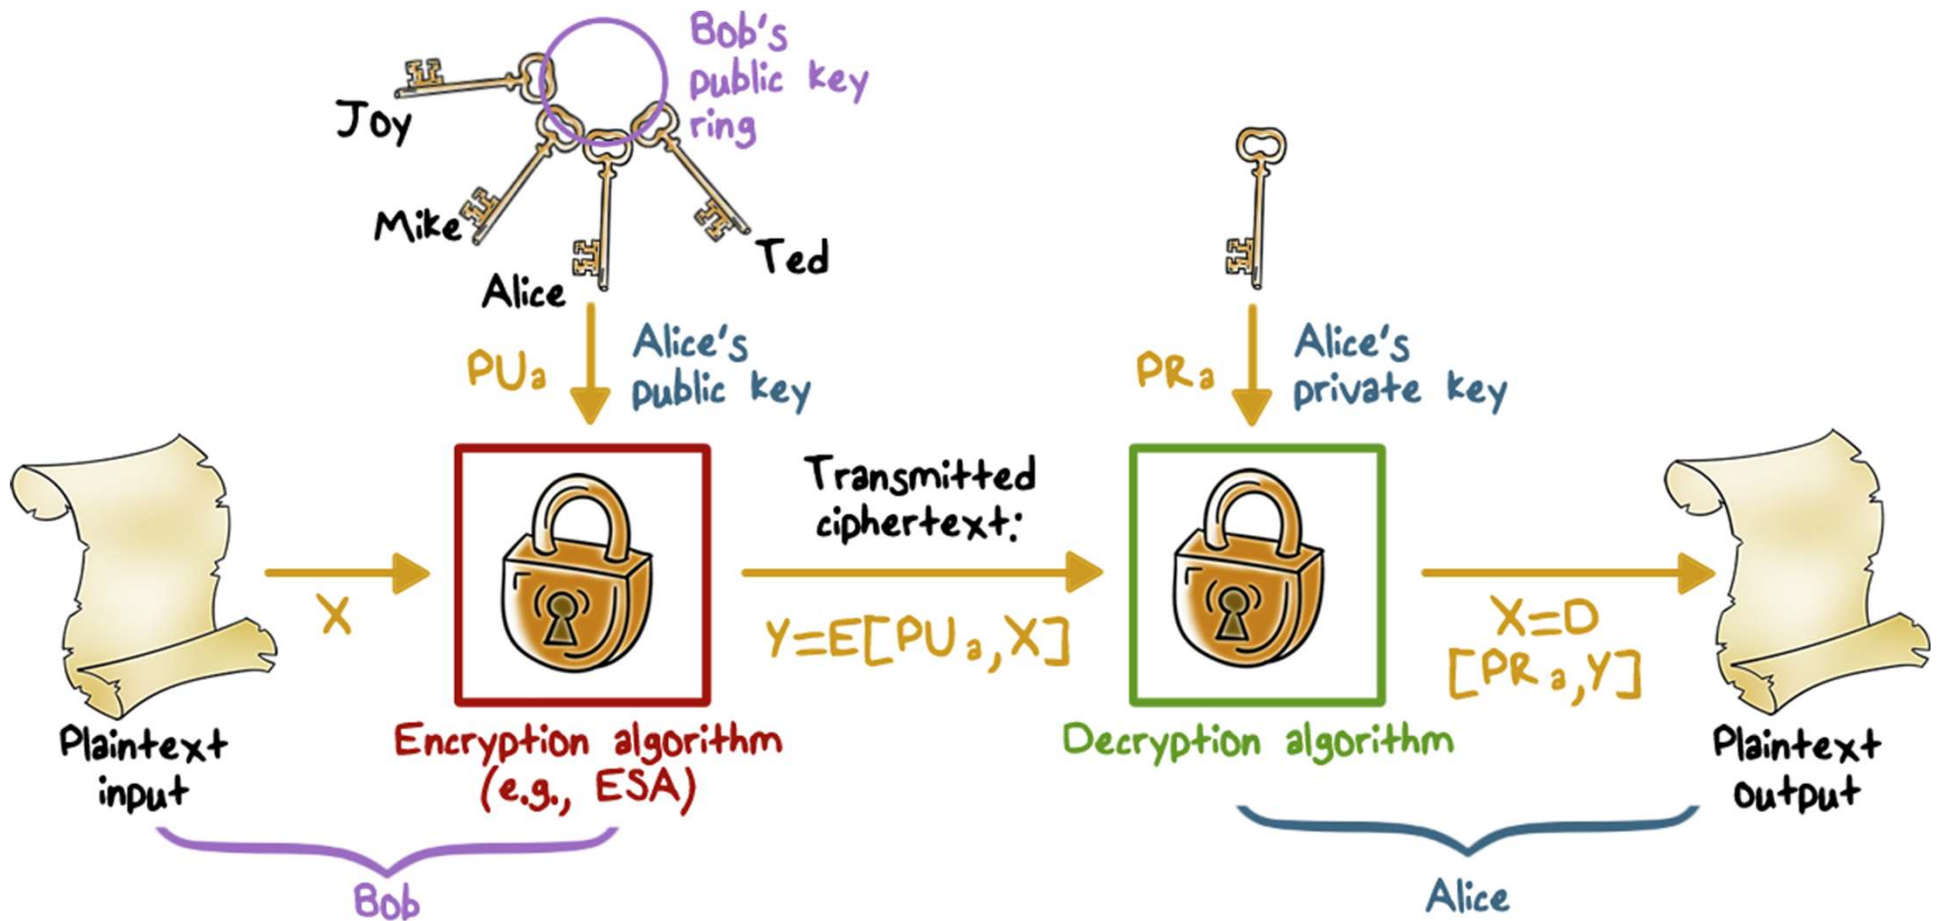 Bob's
public key
ring
Joy
Mike
Alice
Ted
PUa
Alice's
public key
PRa
Alice's
private key
Transmitted
ciphertext:
X
Y=E[PUa,X]
X=D
[PRa,Y]
Plaintext
input
Encryption algorithm
(e.g., ESA)
Decryption algorithm
Plaintext
output
Bob
Alice